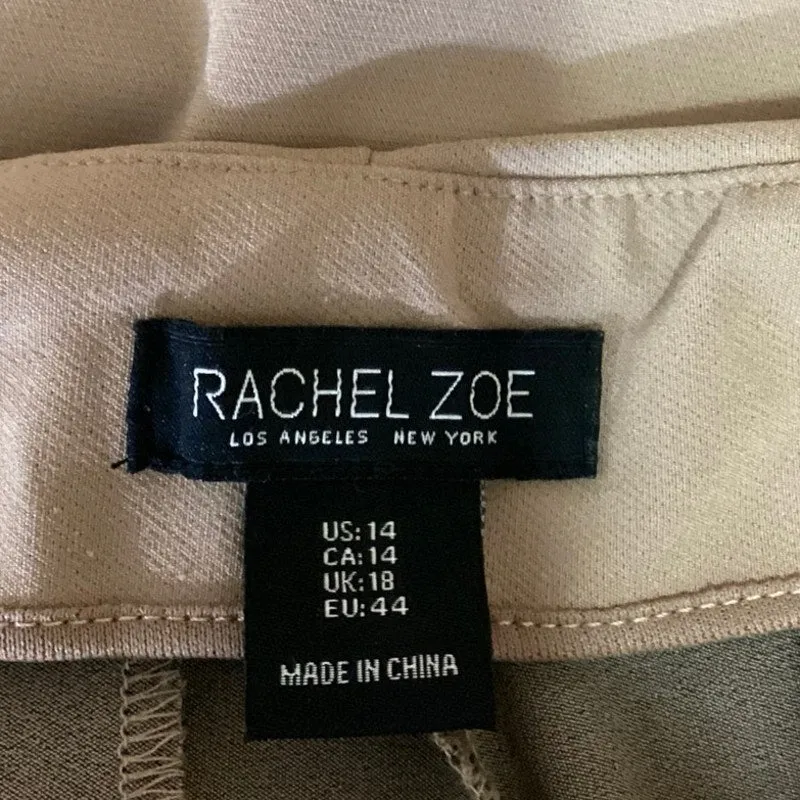 RACHEL ZOE
LOS ANGELES NEW YORK
US:14
CA:14
UK:18
EU:44
MADE IN CHINA